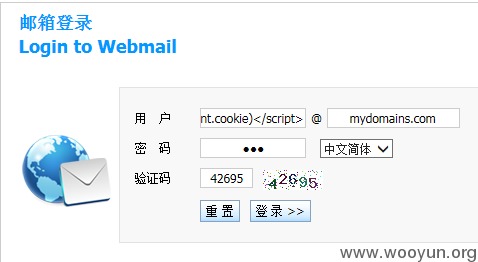 邮箱登录
Login to Webmail
用 户 nt.cookie)</script> @ mydomains.com
密 码 ●●● 中文简体
验证码 42695 42695
重 置 登 录 >>
www.wooyun.org